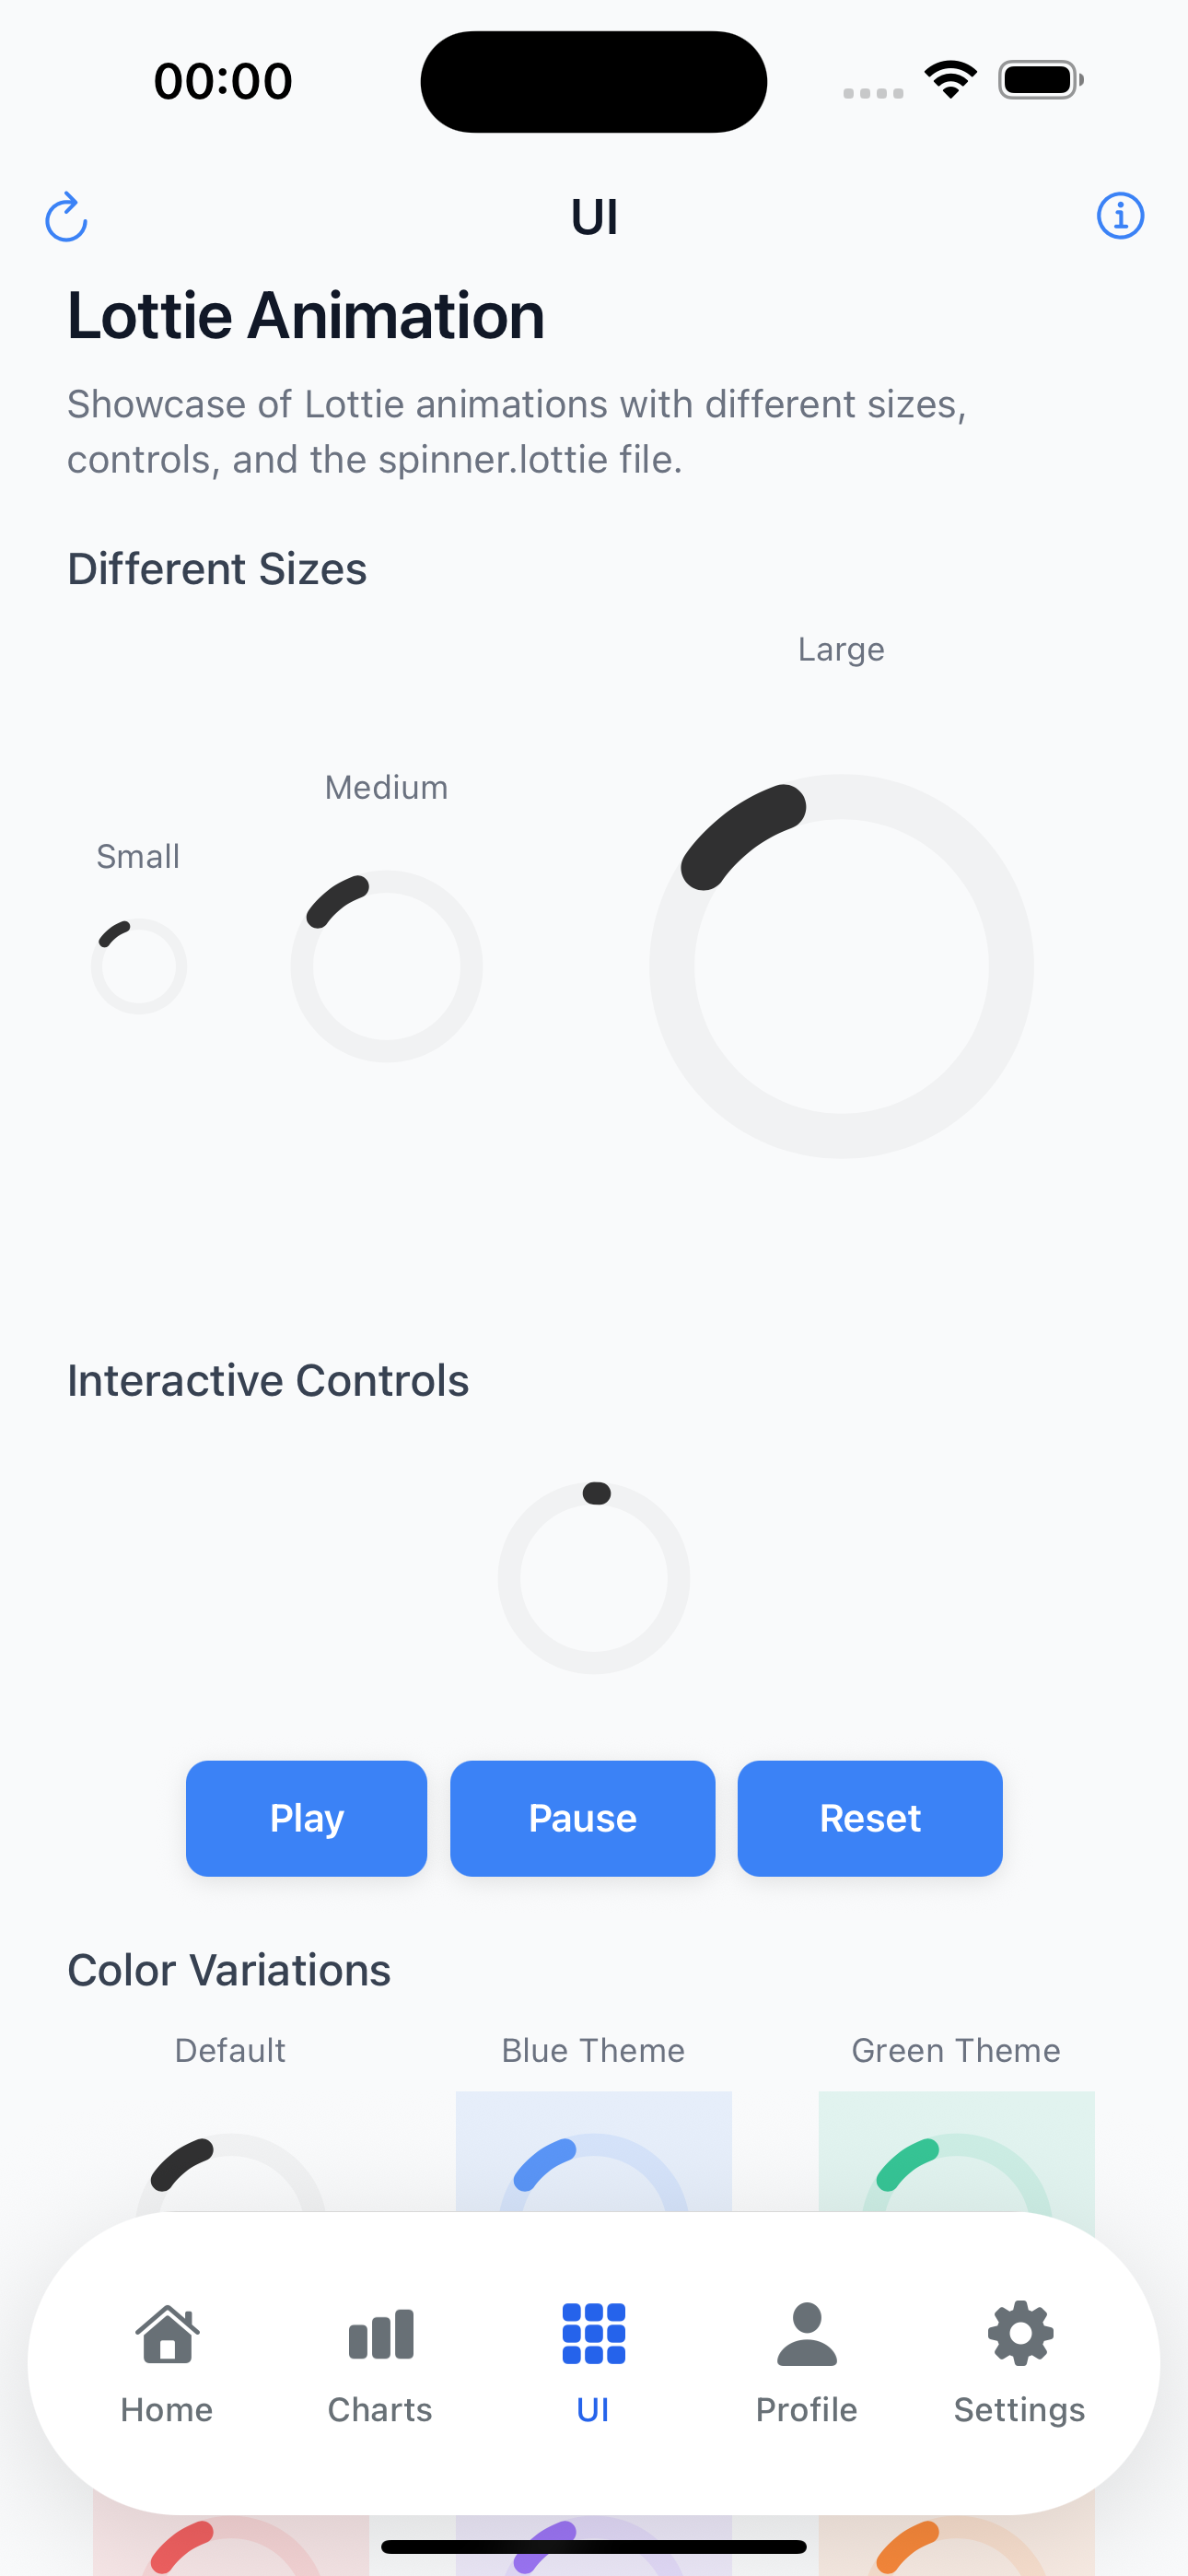 00:00
UI
Lottie Animation
Showcase of Lottie animations with different sizes,
controls, and the spinner.lottie file.
Different Sizes
Large
Medium
Small
Interactive Controls
Play Pause Reset
Color Variations
Default Blue Theme Green Theme
Home Charts UI Profile Settings